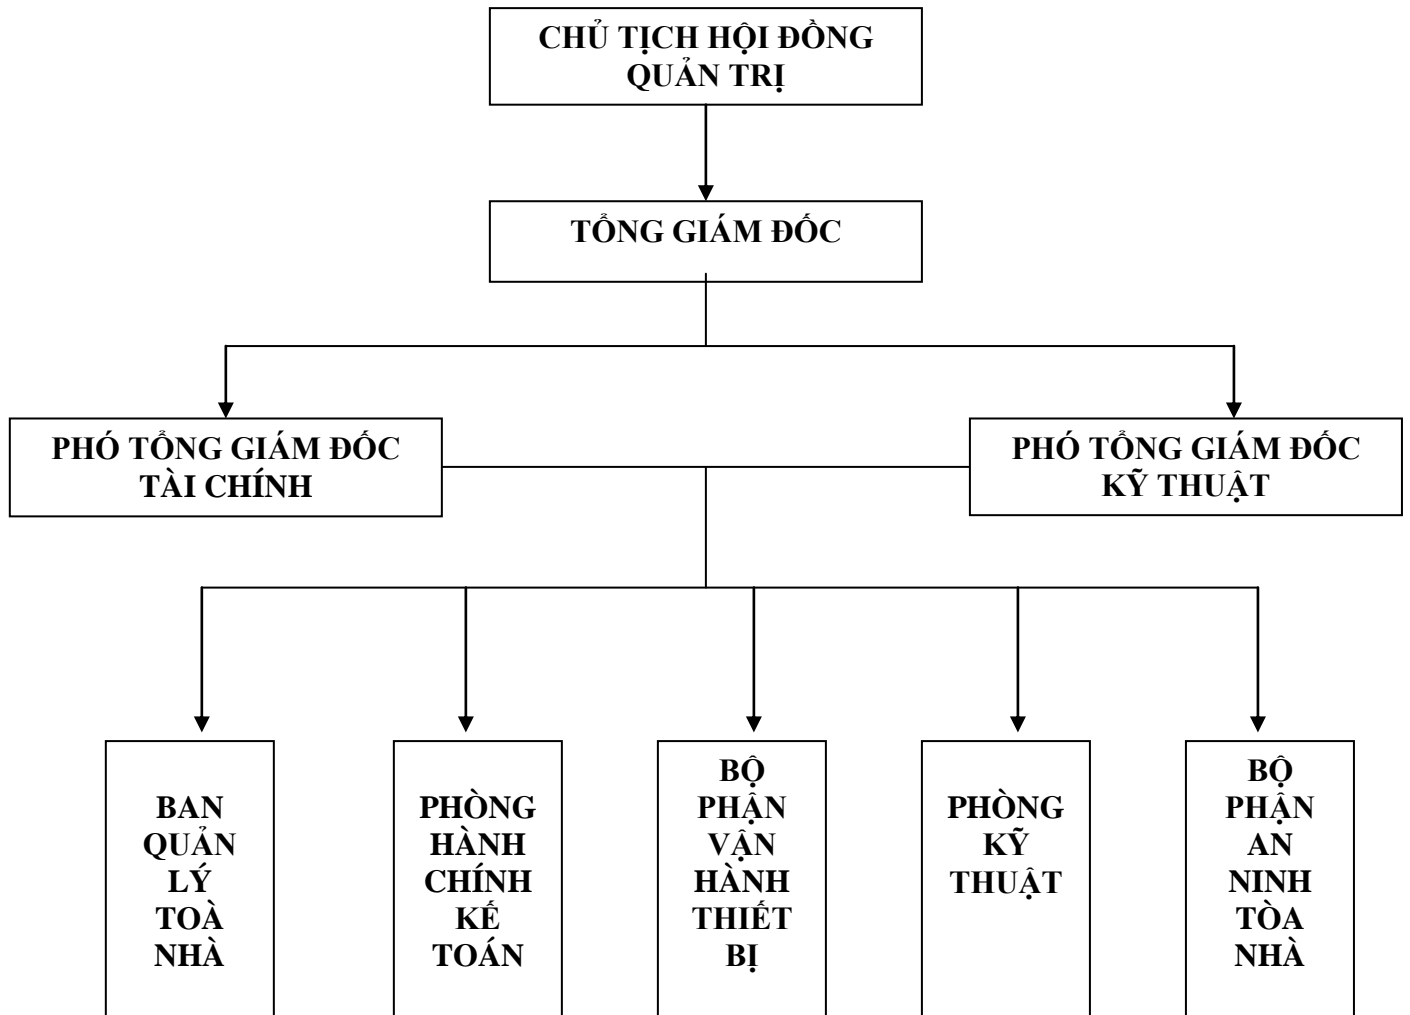 CHỦ TỊCH HỘI ĐỒNG
QUẢN TRỊ
TỔNG GIÁM ĐỐC
PHÓ TỔNG GIÁM ĐỐC
TÀI CHÍNH
PHÓ TỔNG GIÁM ĐỐC
KỸ THUẬT
BAN
QUẢN
LÝ
TOÀ
NHÀ
PHÒNG
HÀNH
CHÍNH
KẾ
TOÁN
BỘ
PHẬN
VẬN
HÀNH
THIẾT
BỊ
PHÒNG
KỸ
THUẬT
BỘ
PHẬN
AN
NINH
TÒA
NHÀ